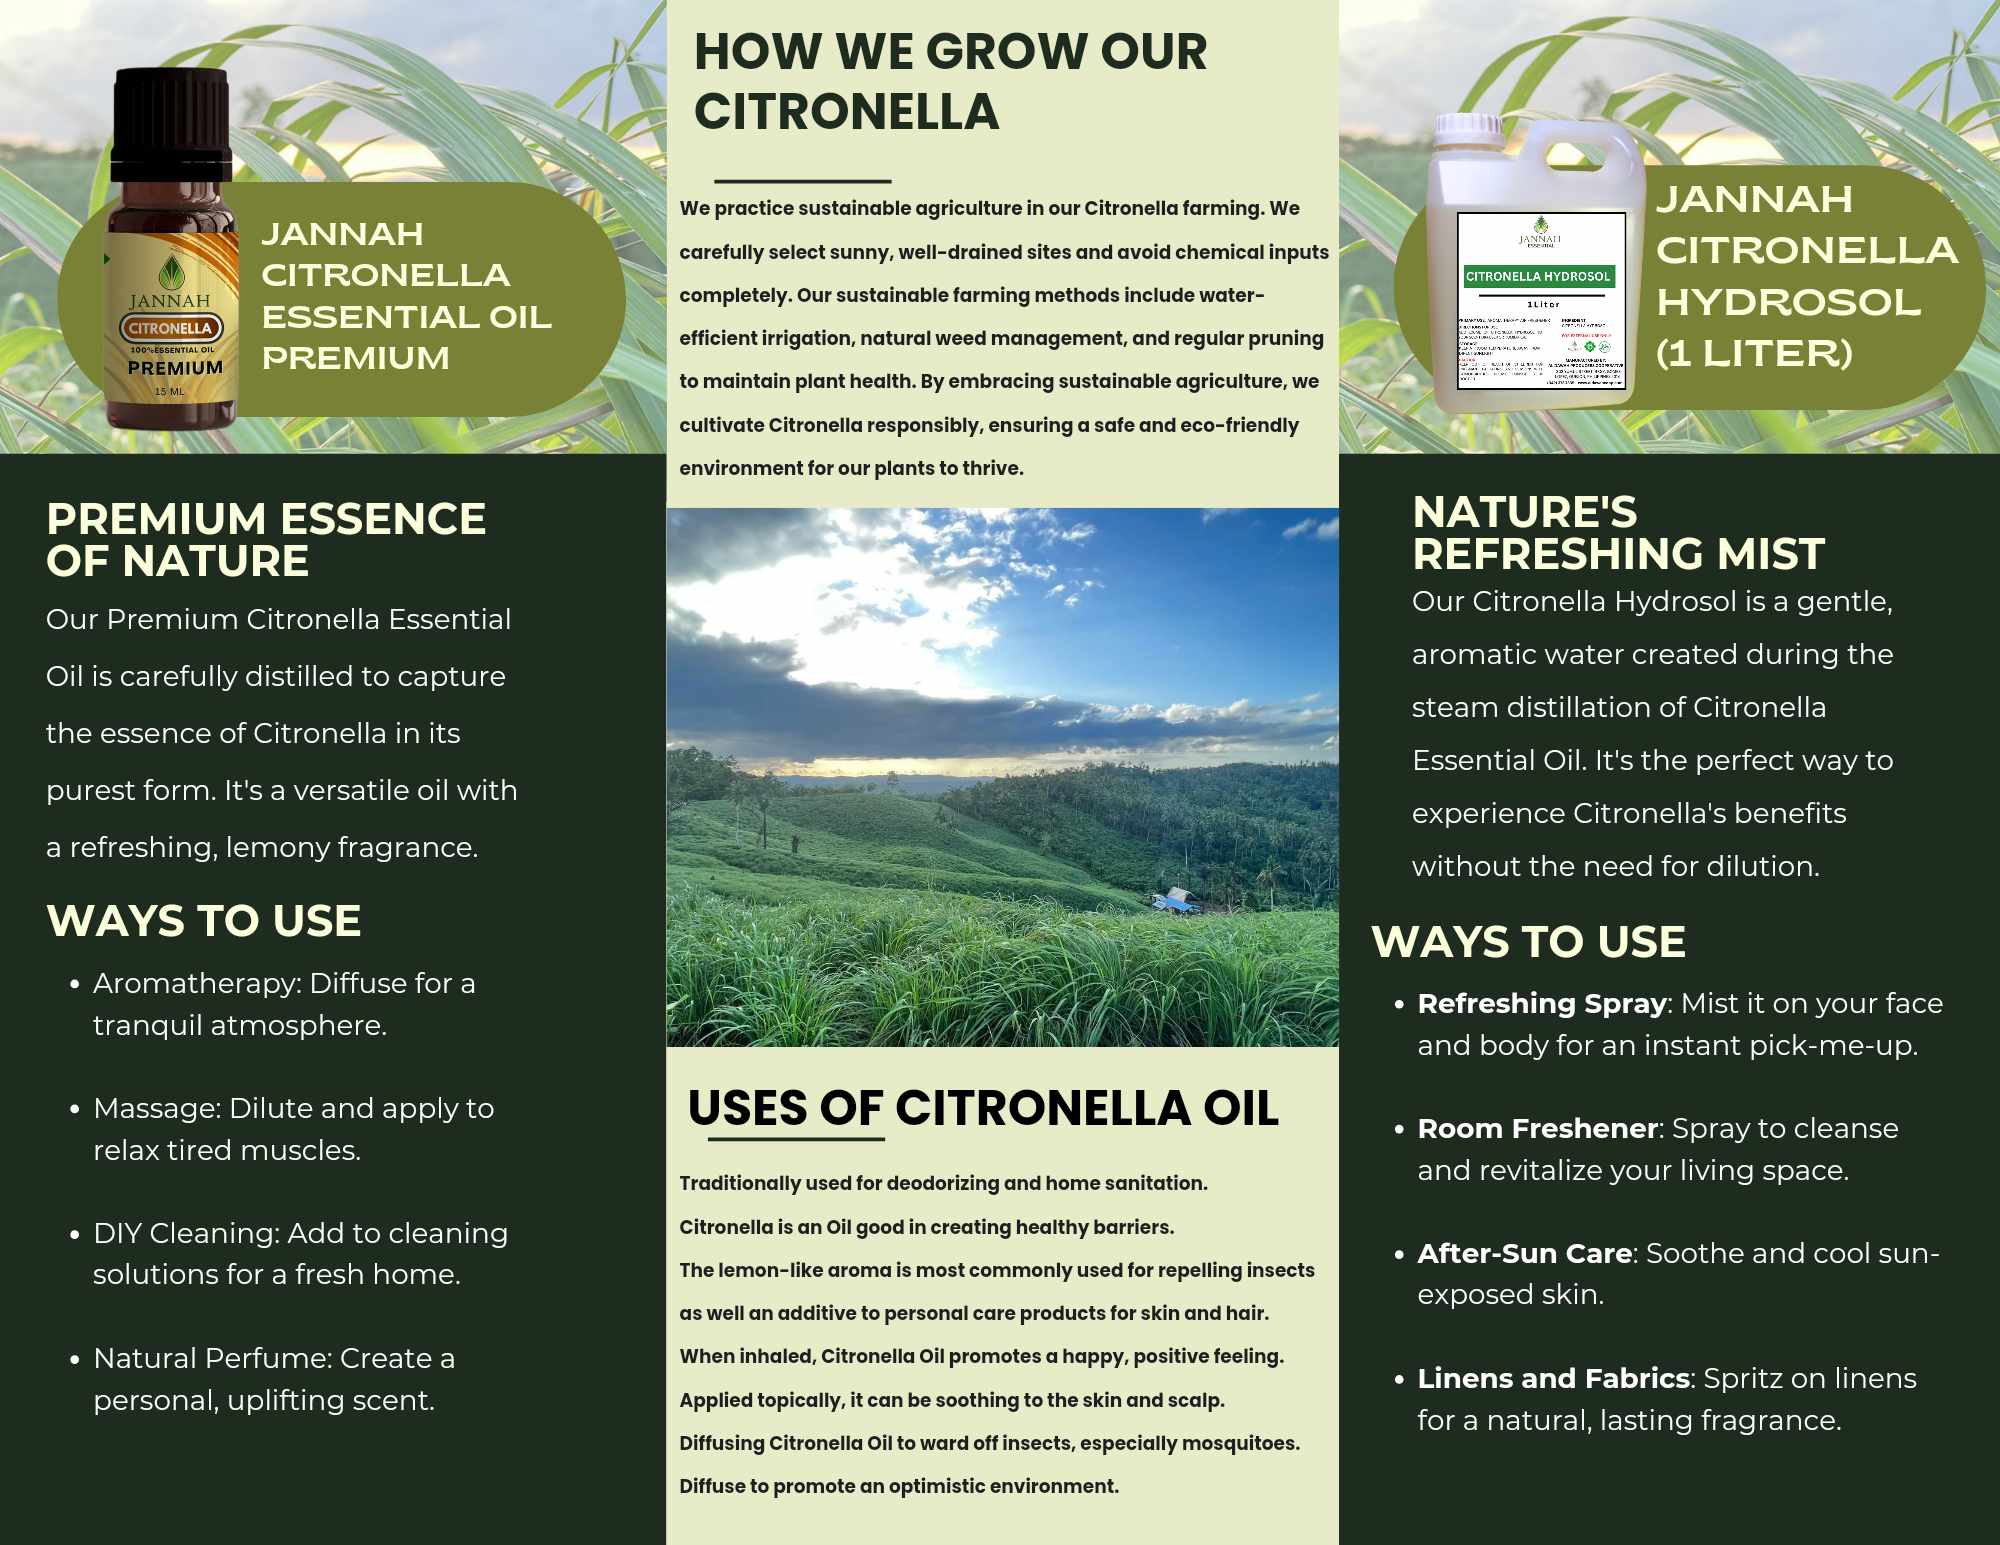 JANNAH
CITRONELLA
ESSENTIAL OIL
PREMIUM
JANNAH
CITRONELLA
100%ESSENTIAL OIL
PREMIUM
15 ML
PREMIUM ESSENCE
OF NATURE
Our Premium Citronella Essential
Oil is carefully distilled to capture
the essence of Citronella in its
purest form. It's a versatile oil with
a refreshing, lemony fragrance.
WAYS TO USE
• Aromatherapy: Diffuse for a
tranquil atmosphere.
• Massage: Dilute and apply to
relax tired muscles.
• DIY Cleaning: Add to cleaning
solutions for a fresh home.
• Natural Perfume: Create a
personal, uplifting scent.
HOW WE GROW OUR
CITRONELLA
We practice sustainable agriculture in our Citronella farming. We
carefully select sunny, well-drained sites and avoid chemical inputs
completely. Our sustainable farming methods include water-
efficient irrigation, natural weed management, and regular pruning
to maintain plant health. By embracing sustainable agriculture, we
cultivate Citronella responsibly, ensuring a safe and eco-friendly
environment for our plants to thrive.
USES OF CITRONELLA OIL
Traditionally used for deodorizing and home sanitation.
Citronella is an Oil good in creating healthy barriers.
The lemon-like aroma is most commonly used for repelling insects
as well an additive to personal care products for skin and hair.
When inhaled, Citronella Oil promotes a happy, positive feeling.
Applied topically, it can be soothing to the skin and scalp.
Diffusing Citronella Oil to ward off insects, especially mosquitoes.
Diffuse to promote an optimistic environment.
JANNAH
CITRONELLA
HYDROSOL
(1 LITER)
JANNAH
ESSENTIAL
CITRONELLA HYDROSOL
1 Liter
MANUFACTURED BY:
NATURE'S
REFRESHING MIST
Our Citronella Hydrosol is a gentle,
aromatic water created during the
steam distillation of Citronella
Essential Oil. It's the perfect way to
experience Citronella's benefits
without the need for dilution.
WAYS TO USE
• Refreshing Spray: Mist it on your face
and body for an instant pick-me-up.
• Room Freshener: Spray to cleanse
and revitalize your living space.
• After-Sun Care: Soothe and cool sun-
exposed skin.
• Linens and Fabrics: Spritz on linens
for a natural, lasting fragrance.